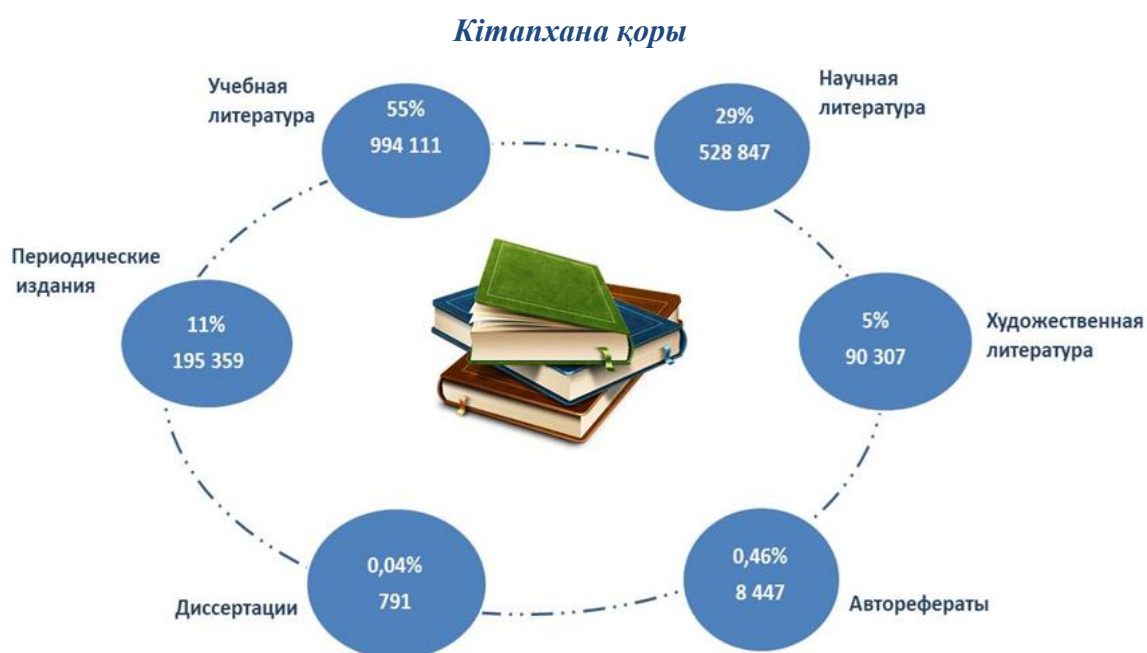 Кітапхана қоры
Учебная
литература
55%
994 111
Научная
литература
29%
528 847
Периодические
издания
11%
195 359
Художественная
литература
5%
90 307
Диссертации
0,04%
791
Авторефераты
0,46%
8 447